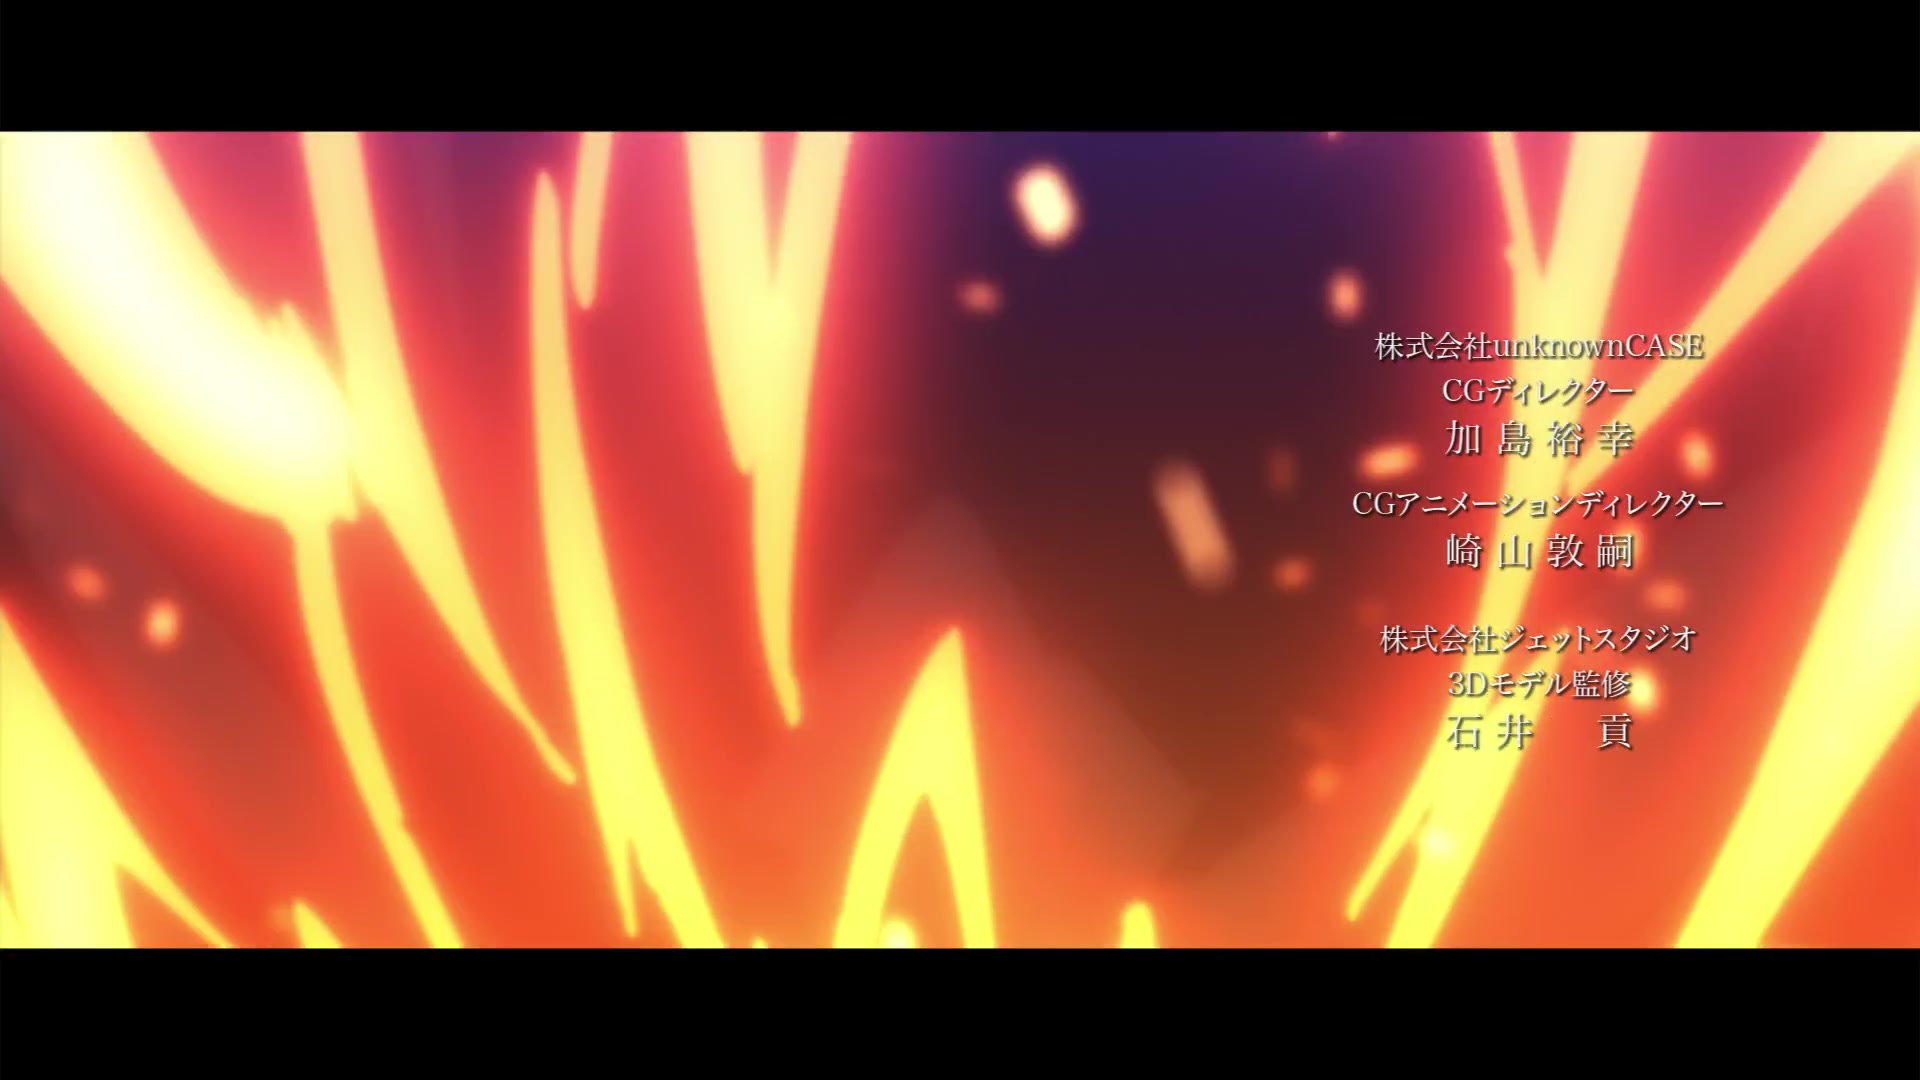 株式会社unknownCASE
CGディレクター
加島裕幸
CGアニメーションディレクター
崎山敦嗣
株式会社ジェットスタジオ
3Dモデル監修
石井　貢